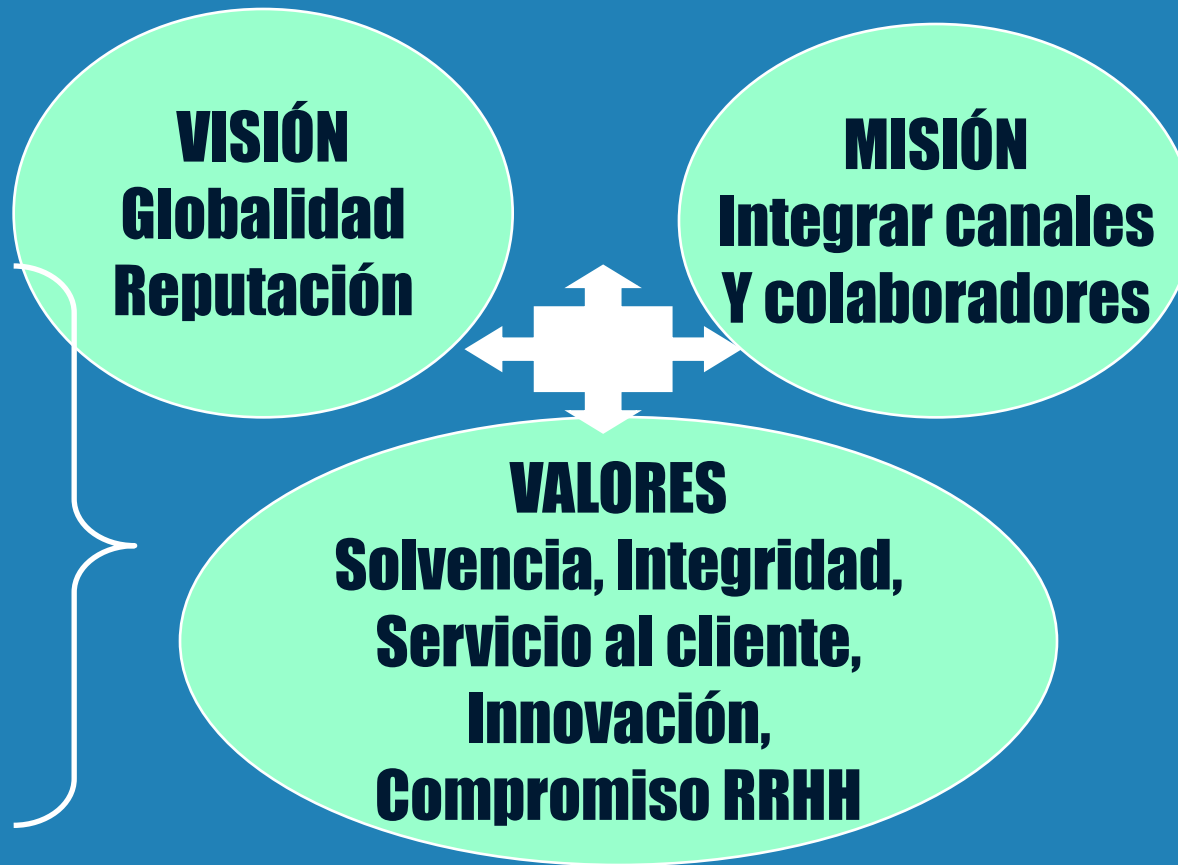 VISIÓN
Globalidad
Reputación
MISIÓN
Integrar canales
Y colaboradores
VALORES
Solvencia, Integridad,
Servicio al cliente,
Innovación,
Compromiso RRHH